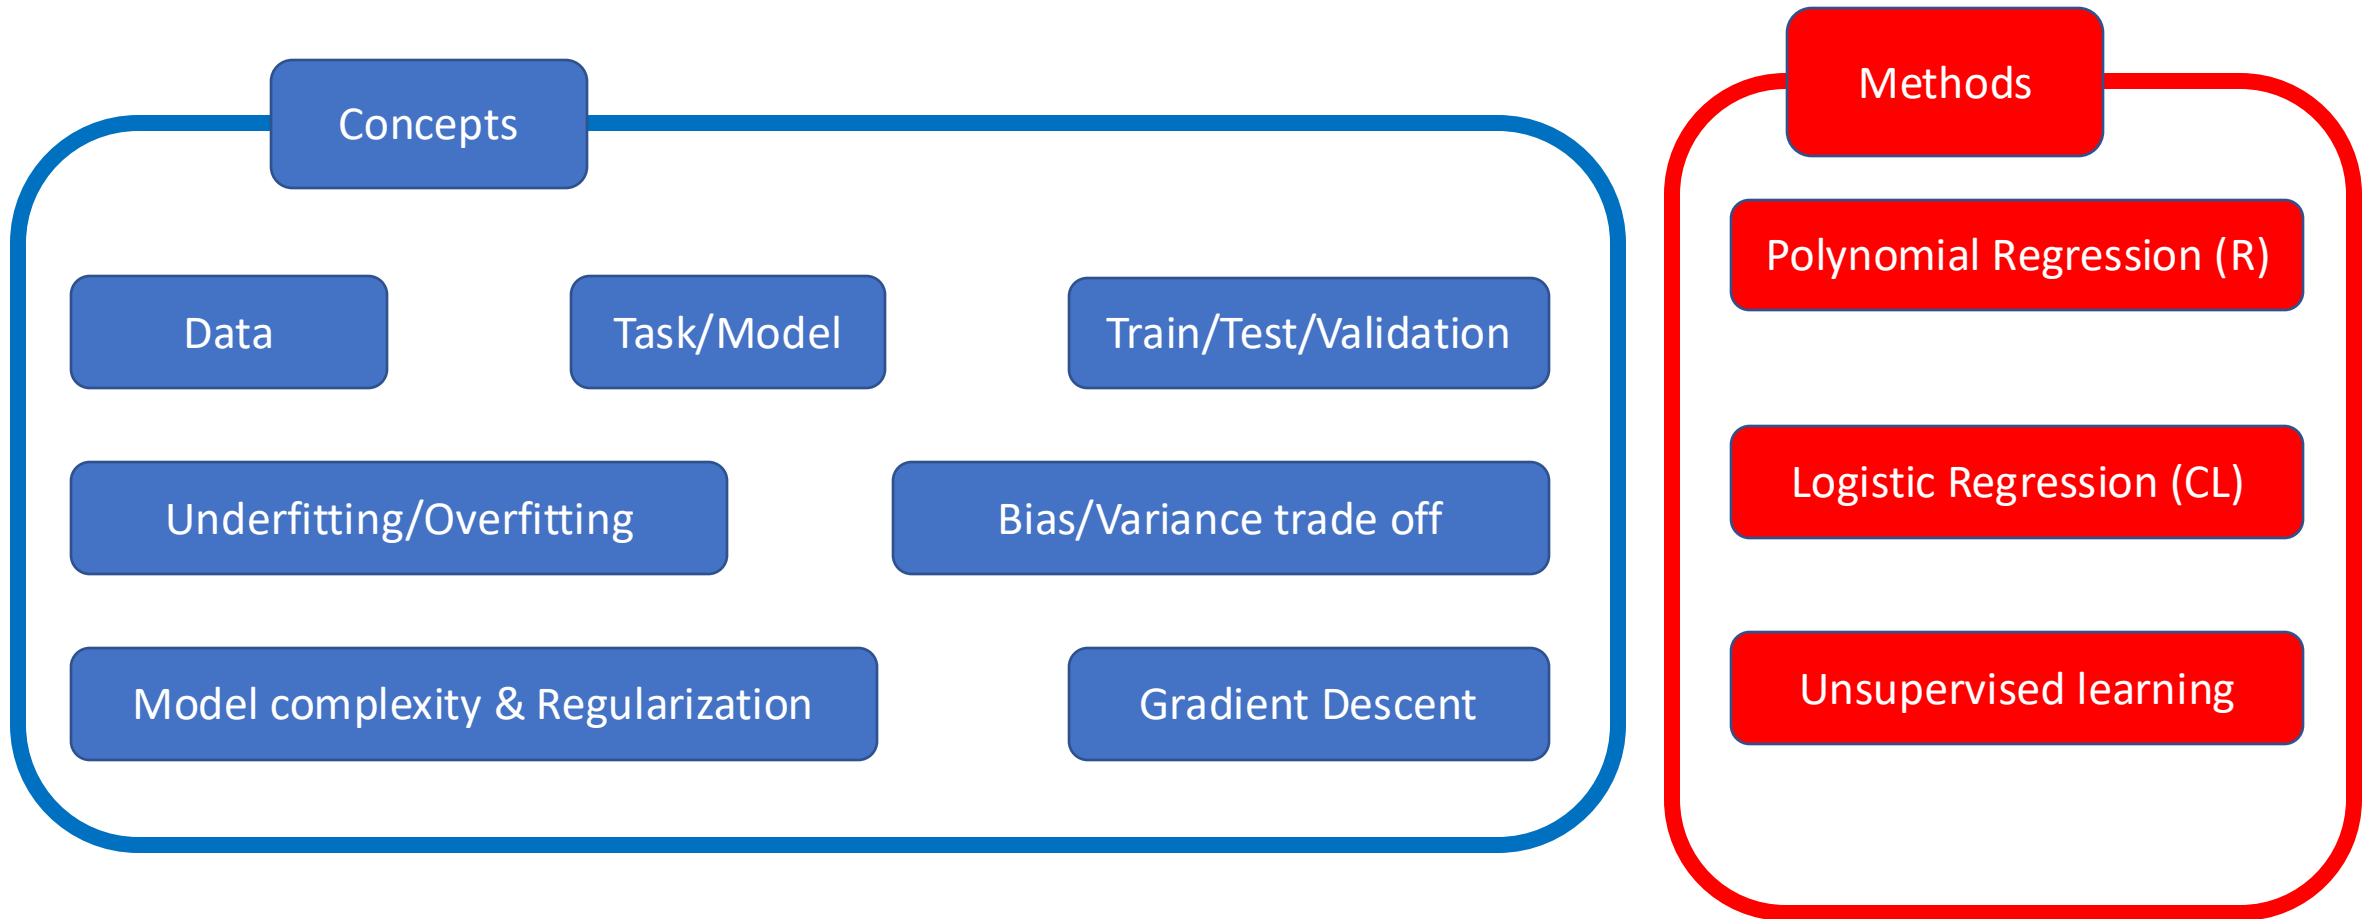 Concepts
Data
Task/Model
Train/Test/Validation
Underfitting/Overfitting
Bias/Variance trade off
Model complexity & Regularization
Gradient Descent
Methods
Polynomial Regression (R)
Logistic Regression (CL)
Unsupervised learning